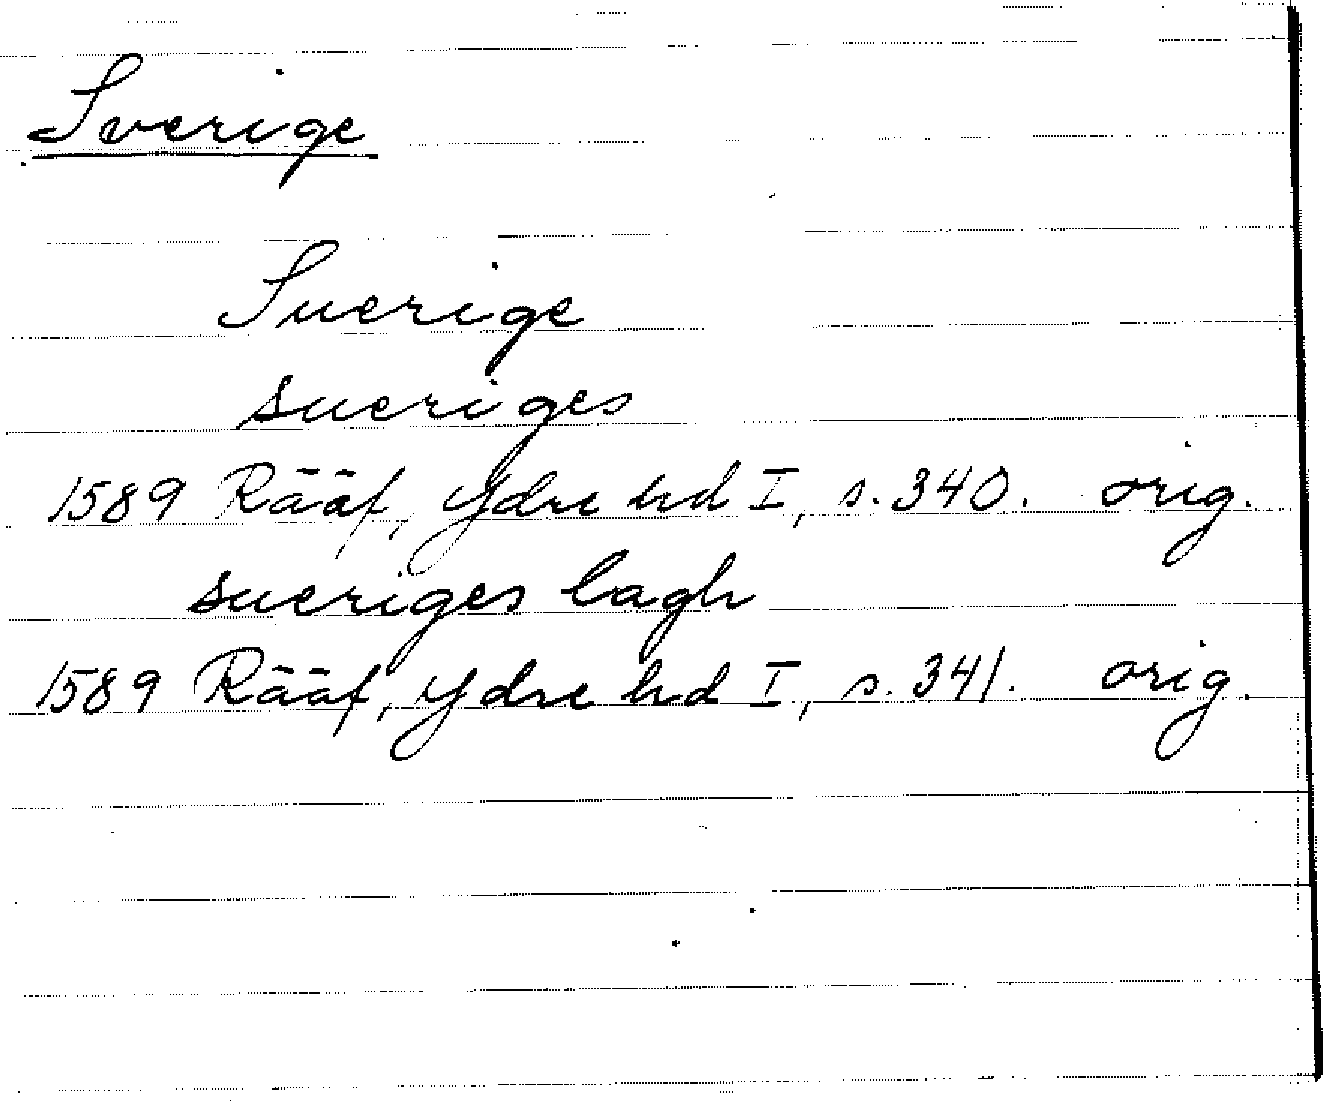 Sverige
Suerige
sueriges
1589 Rääf, Ydre hd I, s. 340. orig.
sueriges lagh
1589 Rääf, Ydre hd I, s. 341. orig.